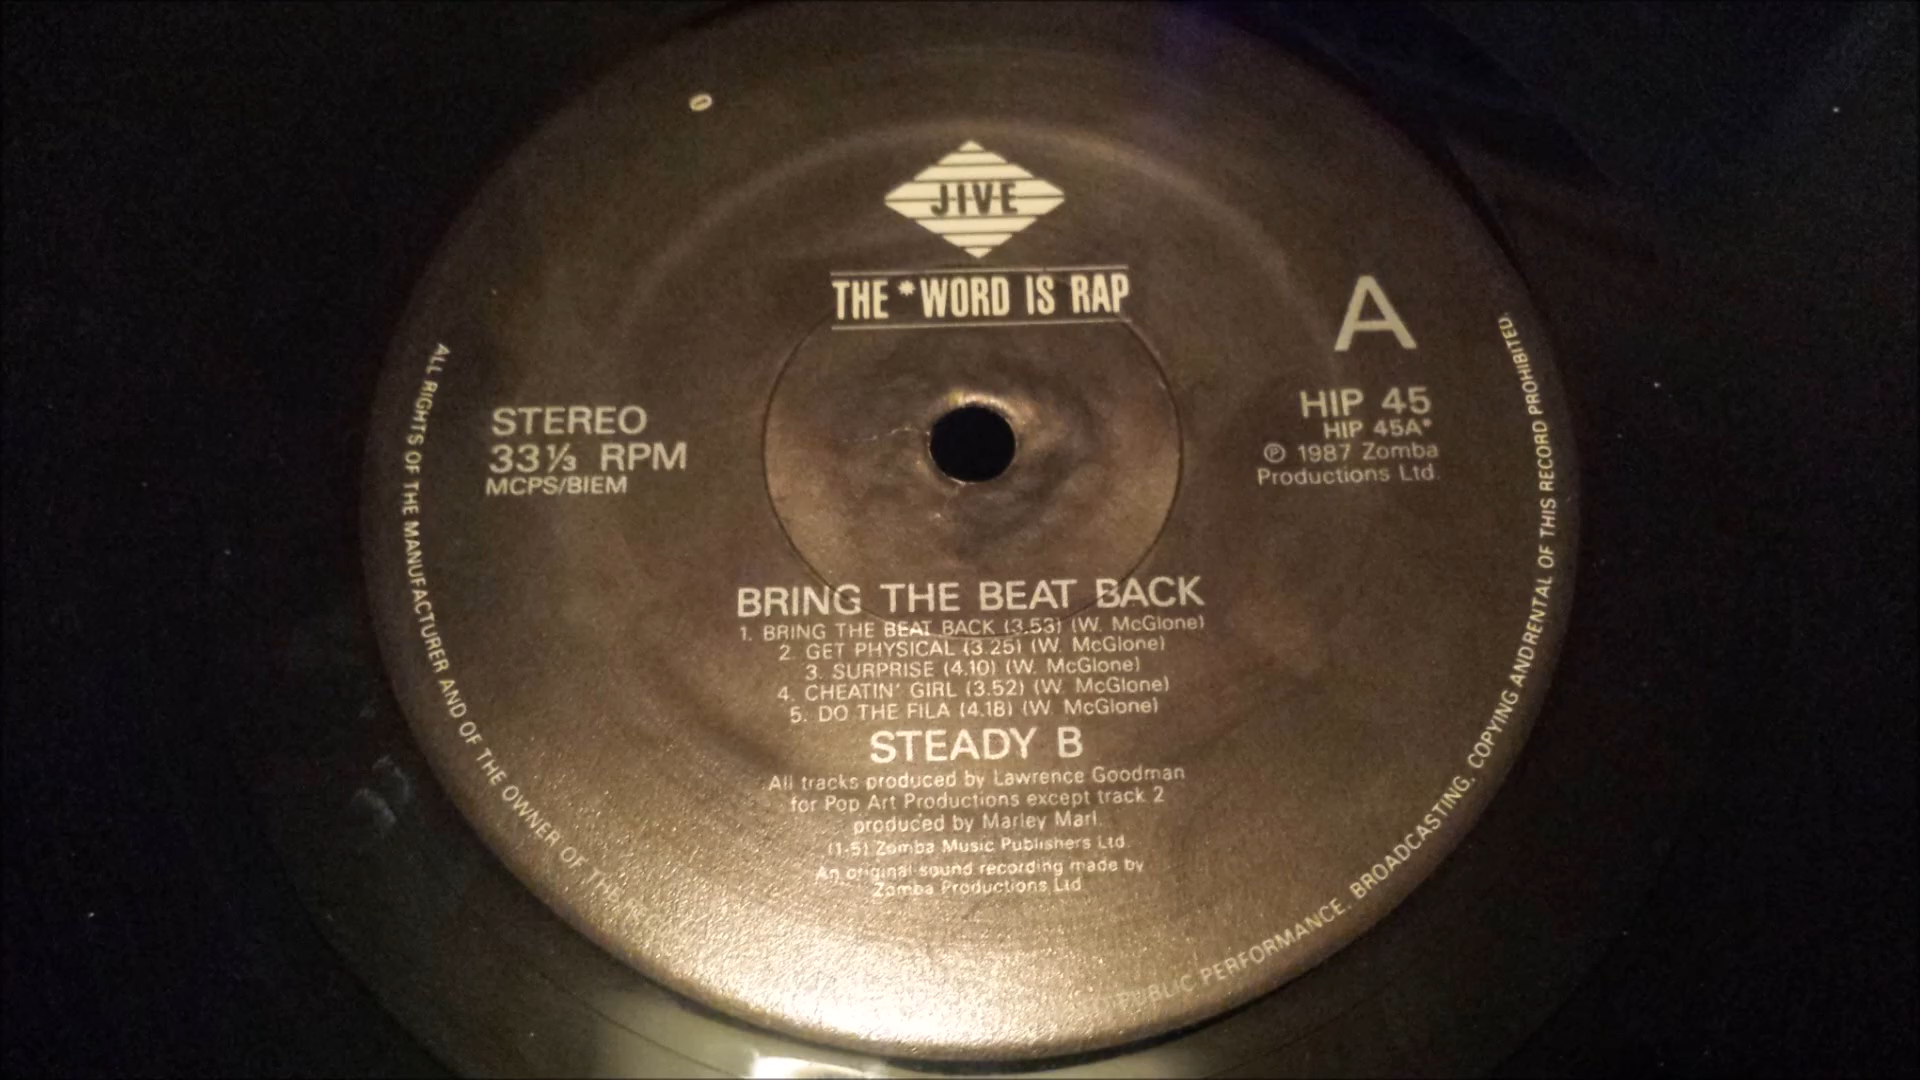 0
JIVE
THE *WORD IS RAP
A
STEREO
33⅓ RPM
MCPS/BIEM
HIP 45
HIP 45A*
℗ 1987 Zomba
Productions Ltd.
BRING THE BEAT BACK
1. BRING THE BEAT BACK (3.53) (W. McGlone)
2. GET PHYSICAL (3.25) (W. McGlone)
3. SURPRISE (4.10) (W. McGlone)
4. CHEATIN' GIRL (3.52) (W. McGlone)
5. DO THE FILA (4.18) (W. McGlone)
STEADY B
All tracks produced by Lawrence Goodman
for Pop Art Productions except track 2
produced by Marley Marl.
(1-5) Zomba Music Publishers Ltd.
An original sound recording made by
Zomba Productions Ltd.
ALL RIGHTS OF THE MANUFACTURER AND OF THE OWNER OF THE PUBLIC PERFORMANCE. BROADCASTING. COPYING ANDRENTAL OF THIS RECORD PROHIBITED.